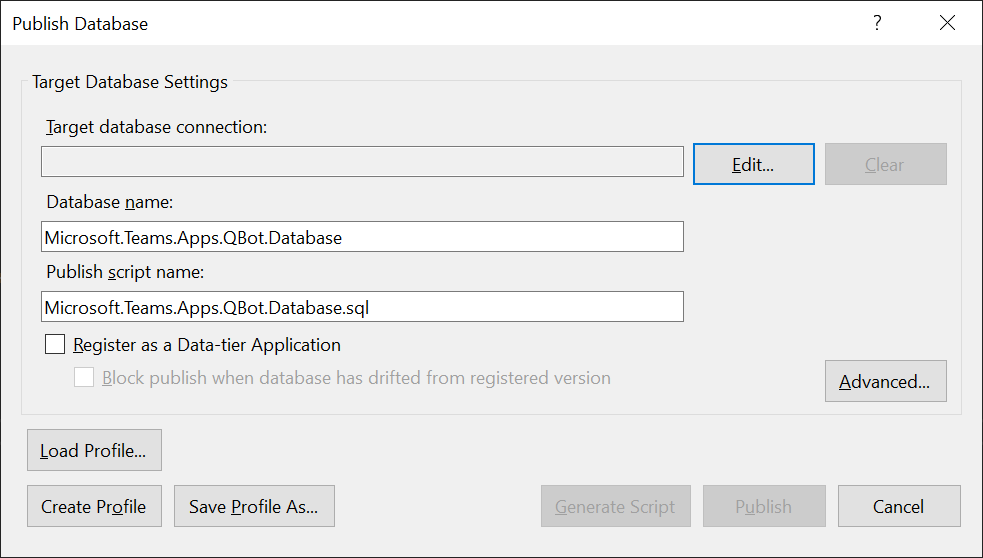 Publish Database
?
Target Database Settings
Target database connection:
Edit...
Clear
Database name:
Microsoft.Teams.Apps.QBot.Database
Publish script name:
Microsoft.Teams.Apps.QBot.Database.sql
Register as a Data-tier Application
Block publish when database has drifted from registered version
Advanced...
Load Profile...
Create Profile
Save Profile As...
Generate Script
Publish
Cancel